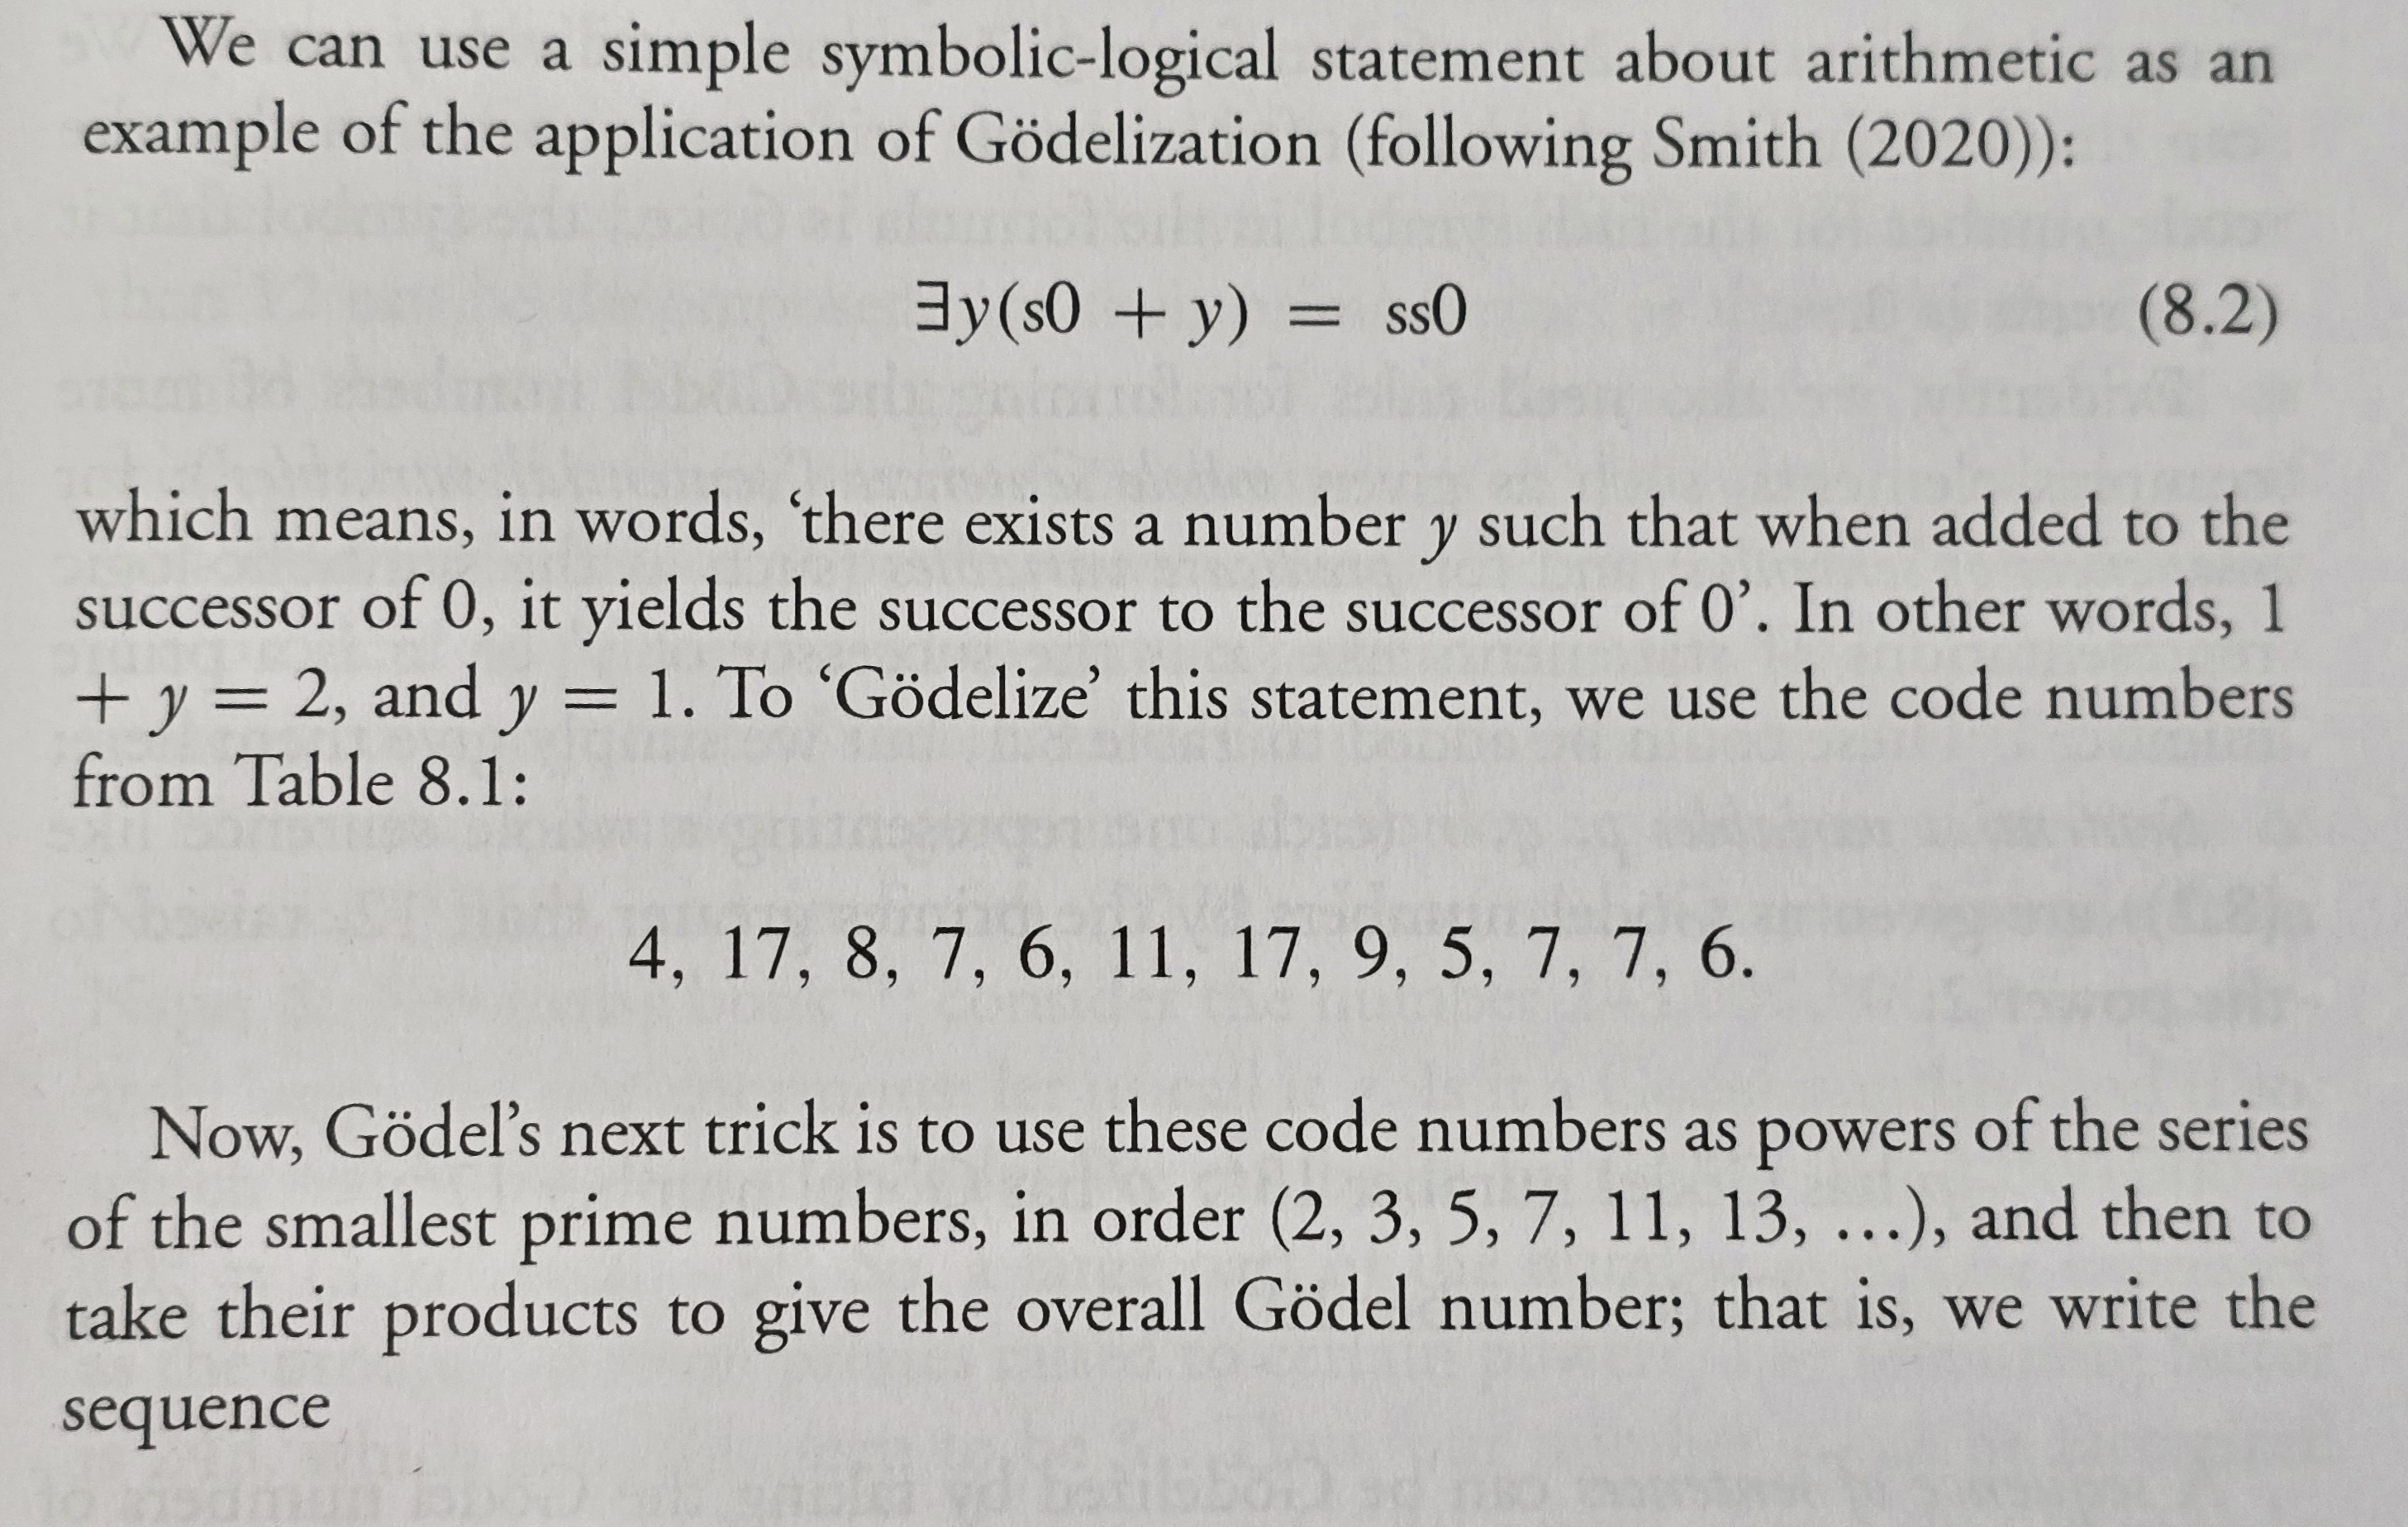 We can use a simple symbolic-logical statement about arithmetic as an
example of the application of Gödelization (following Smith (2020)):
∃y(s0 + y) = ss0 (8.2)
which means, in words, ‘there exists a number y such that when added to the
successor of 0, it yields the successor to the successor of 0’. In other words, 1
+ y = 2, and y = 1. To ‘Gödelize’ this statement, we use the code numbers
from Table 8.1:
4, 17, 8, 7, 6, 11, 17, 9, 5, 7, 7, 6.
Now, Gödel’s next trick is to use these code numbers as powers of the series
of the smallest prime numbers, in order (2, 3, 5, 7, 11, 13, …), and then to
take their products to give the overall Gödel number; that is, we write the
sequence